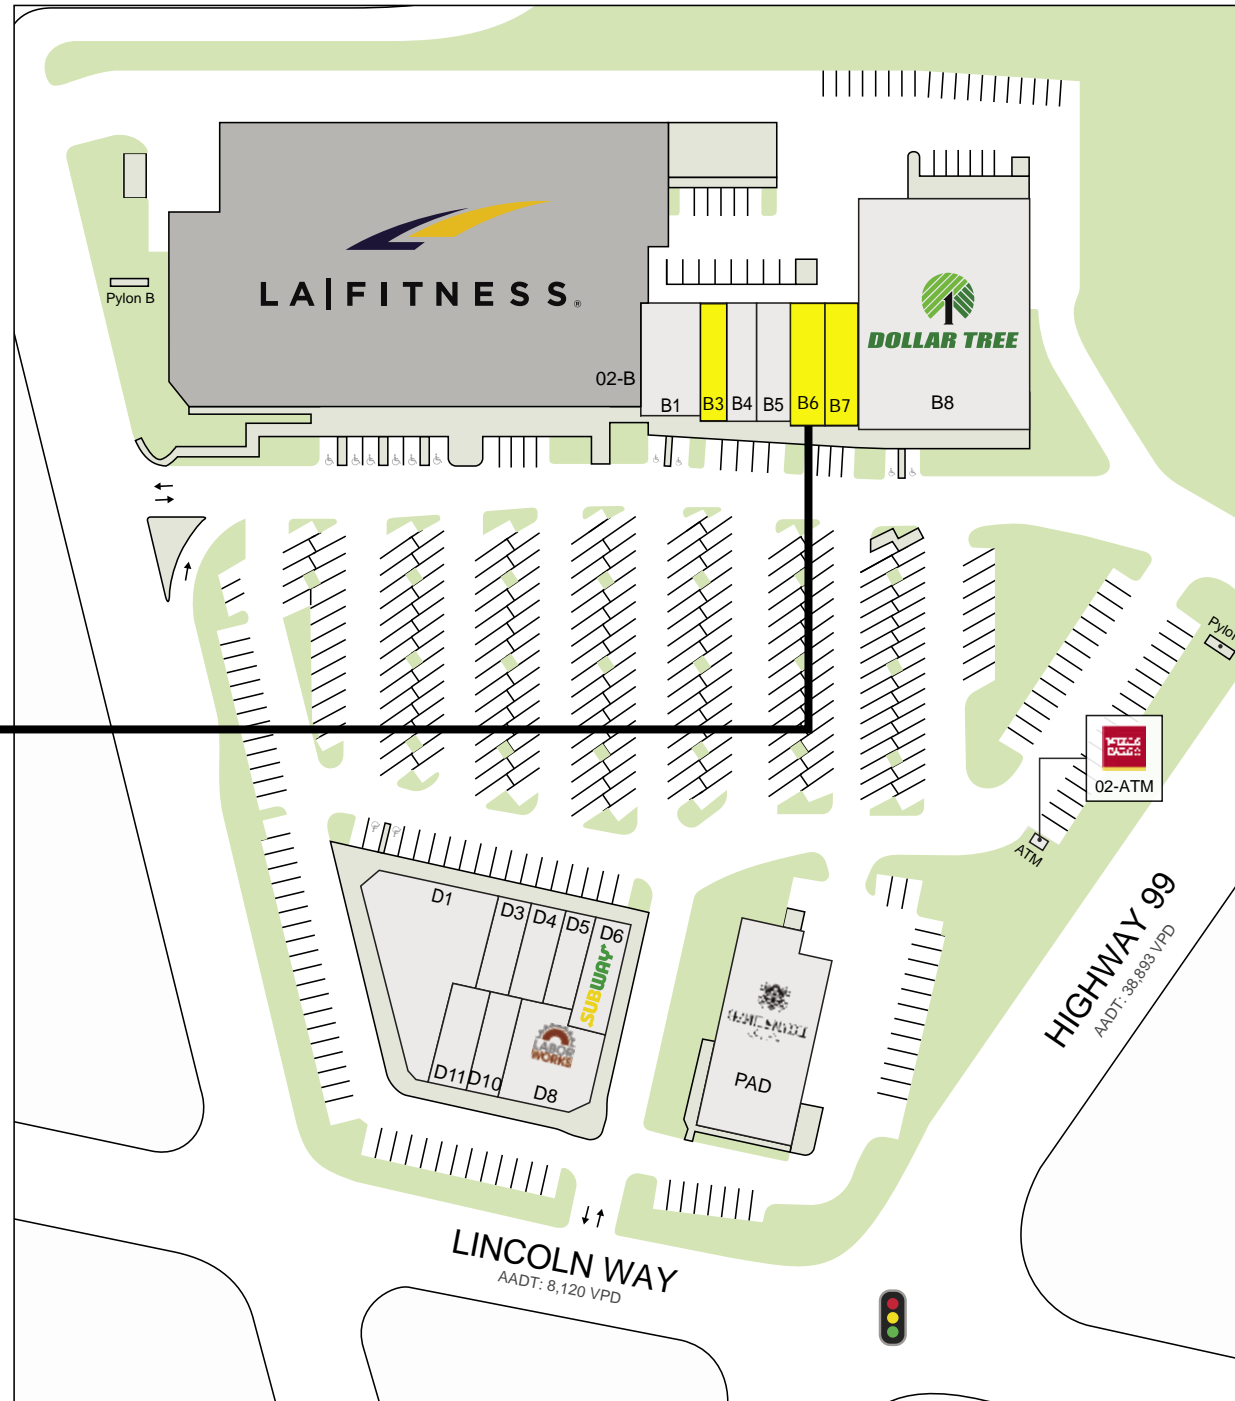 LA|FITNESS®
Pylon B
DOLLAR TREE
02-B
B1
B3
B4
B5
B6
B7
B8
Pylon
02-ATM
ATM
D1
D3
D4
D5
D6
SUBWAY
LABOR
WORKS
D11
D10
D8
PAD
HIGHWAY 99
AADT: 38,893 VPD
LINCOLN WAY
AADT: 8,120 VPD